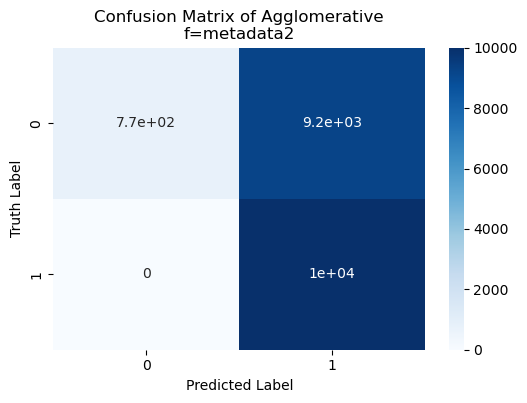 Confusion Matrix of Agglomerative
f=metadata2
10000
0
7.7e+02
9.2e+03
8000
6000
Truth Label
4000
1
0
1e+04
2000
0
0
1
Predicted Label